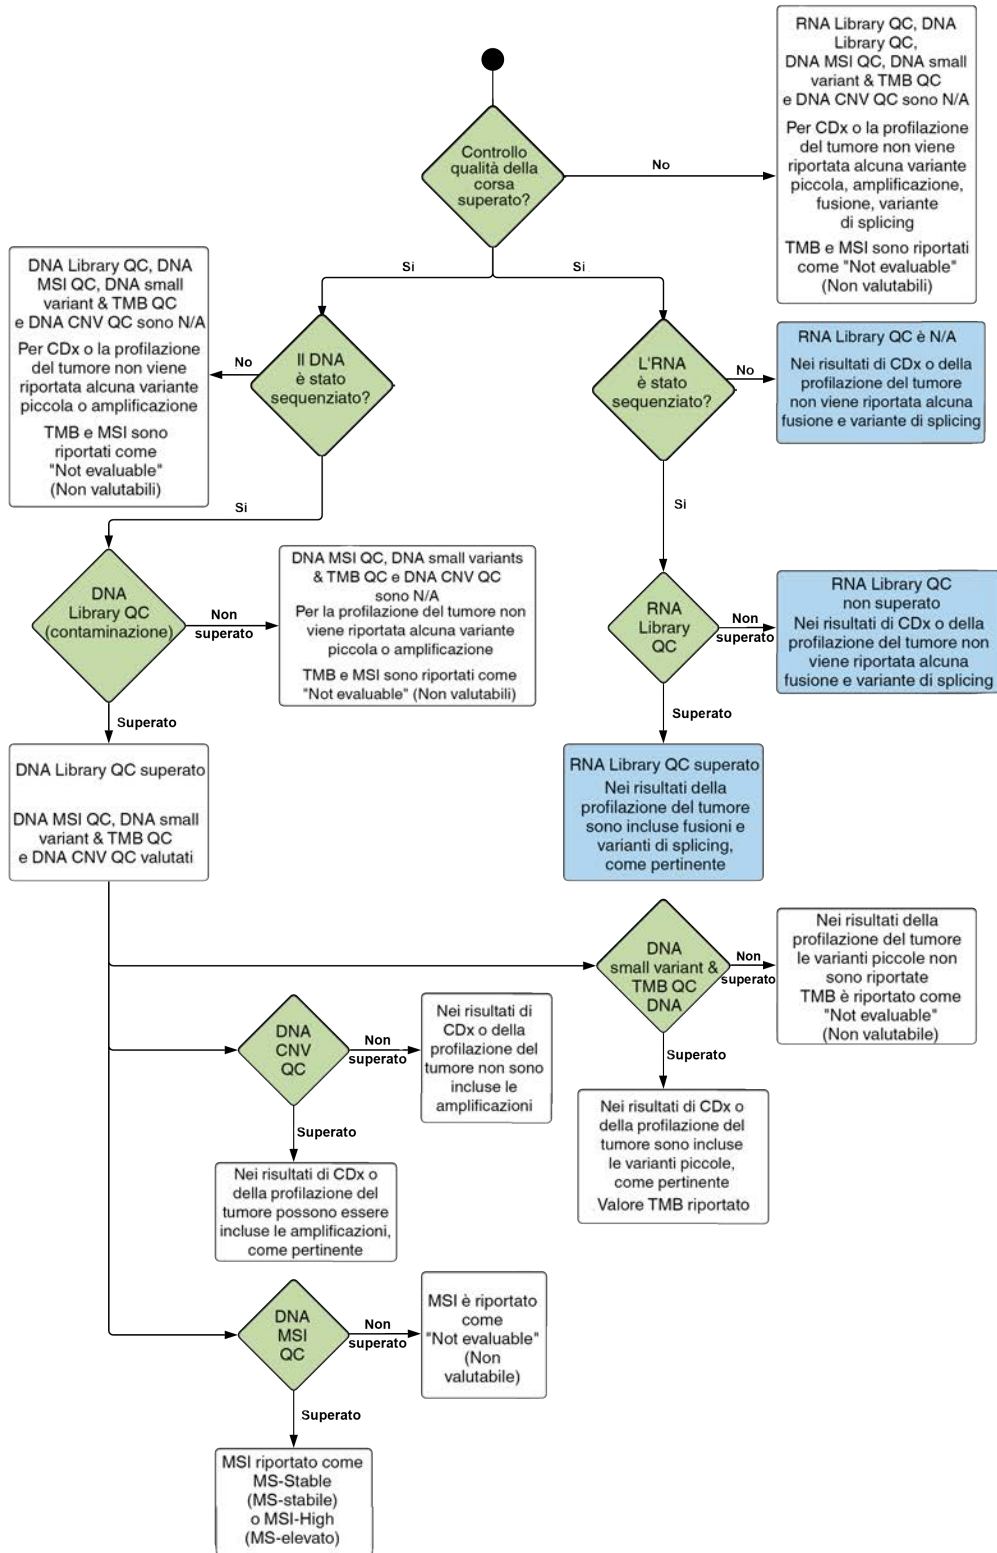 RNA Library QC, DNA
Library QC,
DNA MSI QC, DNA small
variant & TMB QC
e DNA CNV QC sono N/A
Per CDx o la profilazione
del tumore non viene
riportata alcuna variante
piccola, amplificazione,
fusione, variante
di splicing
TMB e MSI sono riportati
come "Not evaluable"
(Non valutabili)
Controllo
qualità della
corsa
superato?
No
Si
Si
DNA Library QC, DNA
MSI QC, DNA small
variant & TMB QC
e DNA CNV QC sono N/A
Per CDx o la profilazione
del tumore non viene
riportata alcuna variante
piccola o amplificazione
TMB e MSI sono
riportati come
"Not evaluable"
(Non valutabili)
No
Il DNA
è stato
sequenziato?
L'RNA
è stato
sequenziato?
No
RNA Library QC è N/A
Nei risultati di CDx o della
profilazione del tumore
non viene riportata alcuna
fusione e variante di splicing
Si
Si
DNA
Library QC
(contaminazione)
Non
superato
DNA MSI QC, DNA small variants
& TMB QC e DNA CNV QC
sono N/A
Per la profilazione del tumore non
viene riportata alcuna variante
piccola o amplificazione
TMB e MSI sono riportati come
"Not evaluable" (Non valutabili)
RNA
Library
QC
Non
superato
RNA Library QC
non superato
Nei risultati di CDx o della
profilazione del tumore non
viene riportata alcuna
fusione e variante di splicing
Superato
Superato
DNA Library QC superato
DNA MSI QC, DNA small
variant & TMB QC
e DNA CNV QC valutati
RNA Library QC superato
Nei risultati della
profilazione del tumore
sono incluse fusioni e
varianti di splicing,
come pertinente
DNA
small variant &
TMB QC
DNA
Non
superato
Nei risultati della
profilazione del tumore
le varianti piccole non
sono riportate
TMB è riportato come
"Not evaluable"
(Non valutabile)
Superato
Nei risultati di CDx o
della profilazione del
tumore sono incluse
le varianti piccole,
come pertinente
Valore TMB riportato
DNA
CNV
QC
Non
superato
Nei risultati di
CDx o della
profilazione del
tumore non sono
incluse le
amplificazioni
Superato
Nei risultati di CDx o
della profilazione del
tumore possono essere
incluse le amplificazioni,
come pertinente
DNA
MSI
QC
Non
superato
MSI è riportato
come
"Not evaluable"
(Non
valutabile)
Superato
MSI riportato come
MS-Stable
(MS-stabile)
o MSI-High
(MS-elevato)